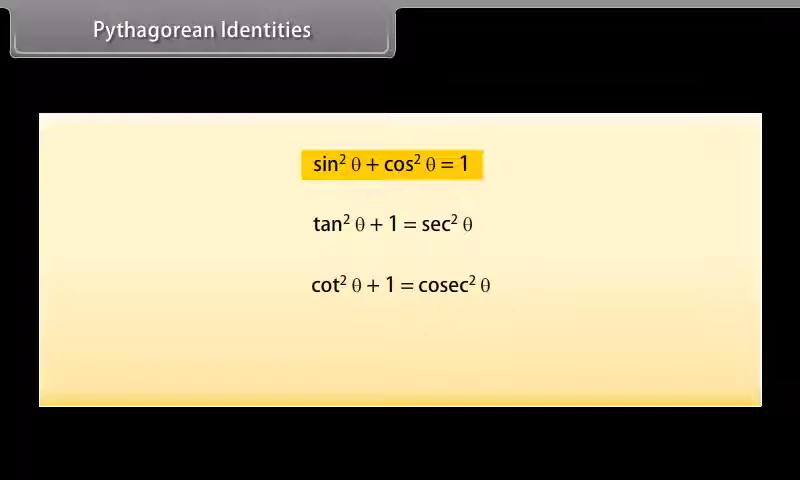 Pythagorean Identities
sin² θ + cos² θ = 1
tan² θ + 1 = sec² θ
cot² θ + 1 = cosec² θ